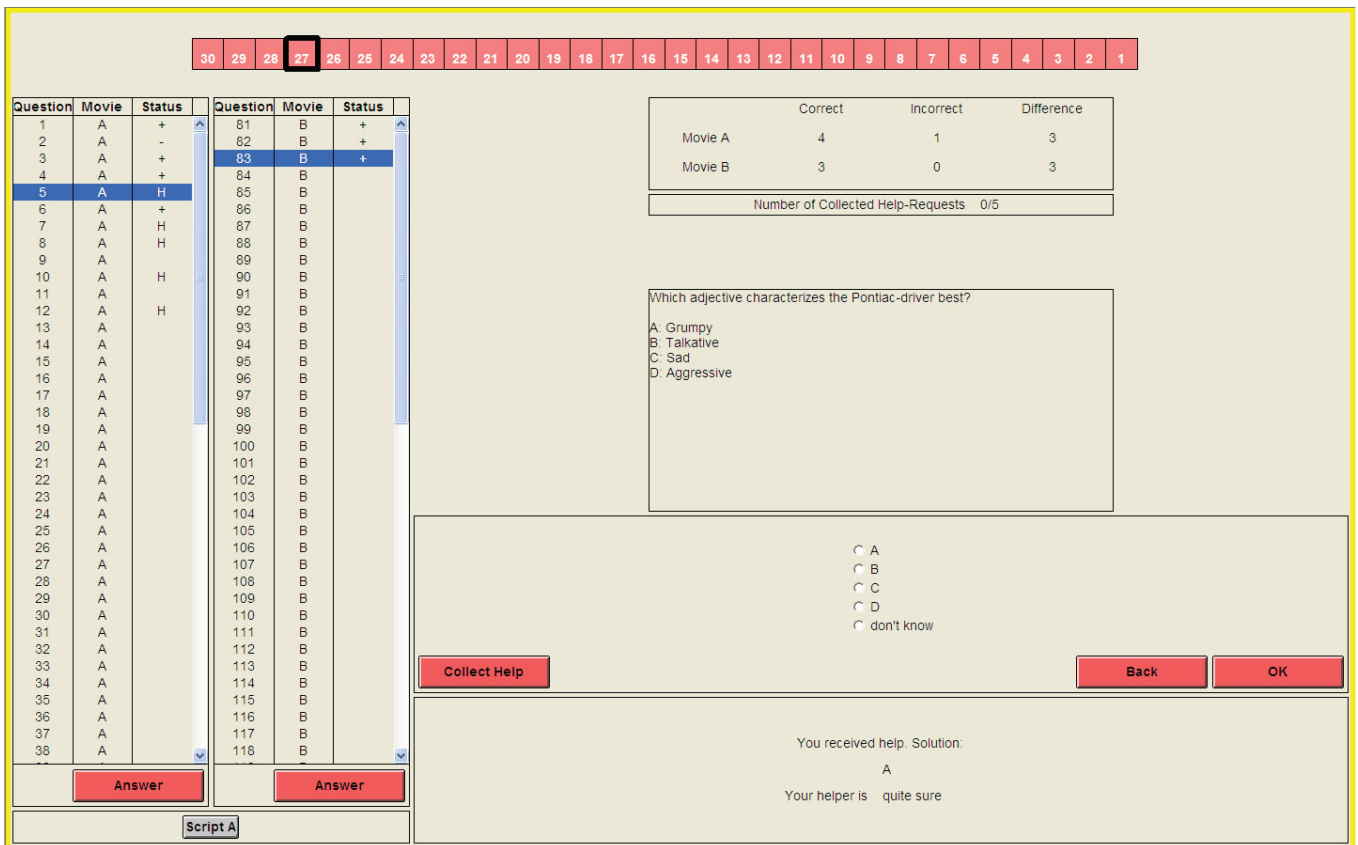 30 29 28 27 26 25 24 23 22 21 20 19 18 17 16 15 14 13 12 11 10 9 8 7 6 5 4 3 2 1
Question Movie Status Question Movie Status
1 A + 81 B +
2 A - 82 B +
3 A + 83 B +
4 A + 84 B
5 A H 85 B
6 A + 86 B
7 A H 87 B
8 A H 88 B
9 A 89 B
10 A H 90 B
11 A 91 B
12 A H 92 B
13 A 93 B
14 A 94 B
15 A 95 B
16 A 96 B
17 A 97 B
18 A 98 B
19 A 99 B
20 A 100 B
21 A 101 B
22 A 102 B
23 A 103 B
24 A 104 B
25 A 105 B
26 A 106 B
27 A 107 B
28 A 108 B
29 A 109 B
30 A 110 B
31 A 111 B
32 A 112 B
33 A 113 B
34 A 114 B
35 A 115 B
36 A 116 B
37 A 117 B
38 A 118 B
Answer Answer
Script A
Correct Incorrect Difference
Movie A 4 1 3
Movie B 3 0 3
Number of Collected Help-Requests 0/5
Which adjective characterizes the Pontiac-driver best?
A: Grumpy
B: Talkative
C: Sad
D: Aggressive
A
B
C
D
don't know
Collect Help Back OK
You received help. Solution:
A
Your helper is quite sure